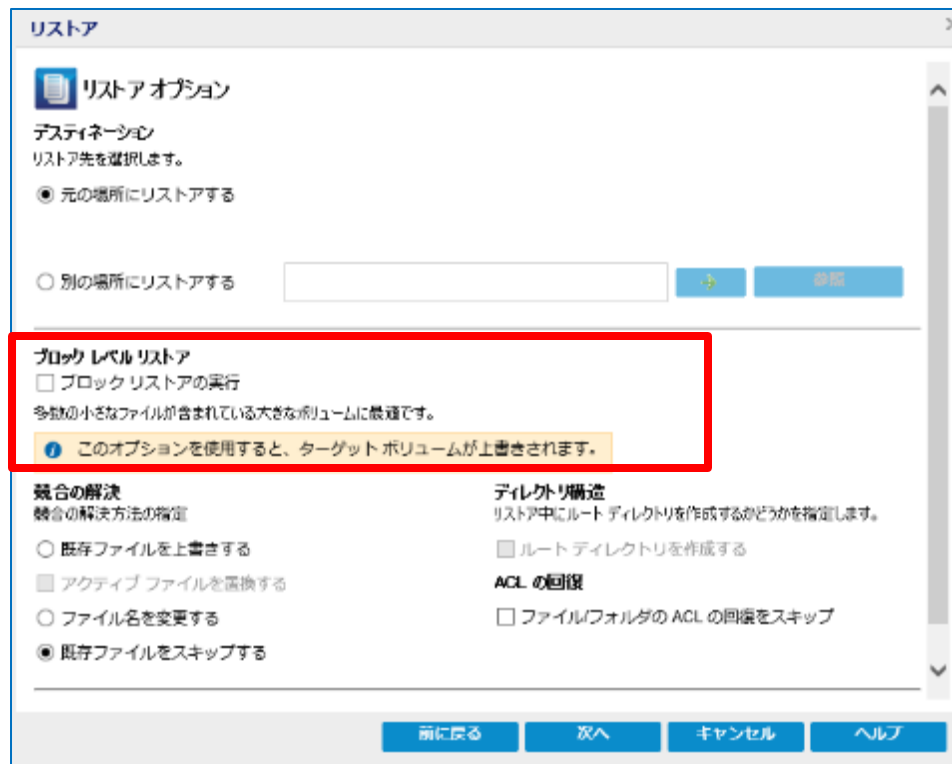 リストア
リストア オプション
デスティネーション
リストア先を選択します。
元の場所にリストアする
別の場所にリストアする
参照
ブロック レベル リストア
ブロック リストアの実行
多数の小さなファイルが含まれている大きなボリュームに最適です。
このオプションを使用すると、ターゲット ボリュームが上書きされます。
競合の解決
競合の解決方法の指定
既存ファイルを上書きする
アクティブ ファイルを置換する
ファイル名を変更する
既存ファイルをスキップする
ディレクトリ構造
リストア中にルート ディレクトリを作成するかどうかを指定します。
ルート ディレクトリを作成する
ACL の回復
ファイル/フォルダの ACL の回復をスキップ
前に戻る
次へ
キャンセル
ヘルプ